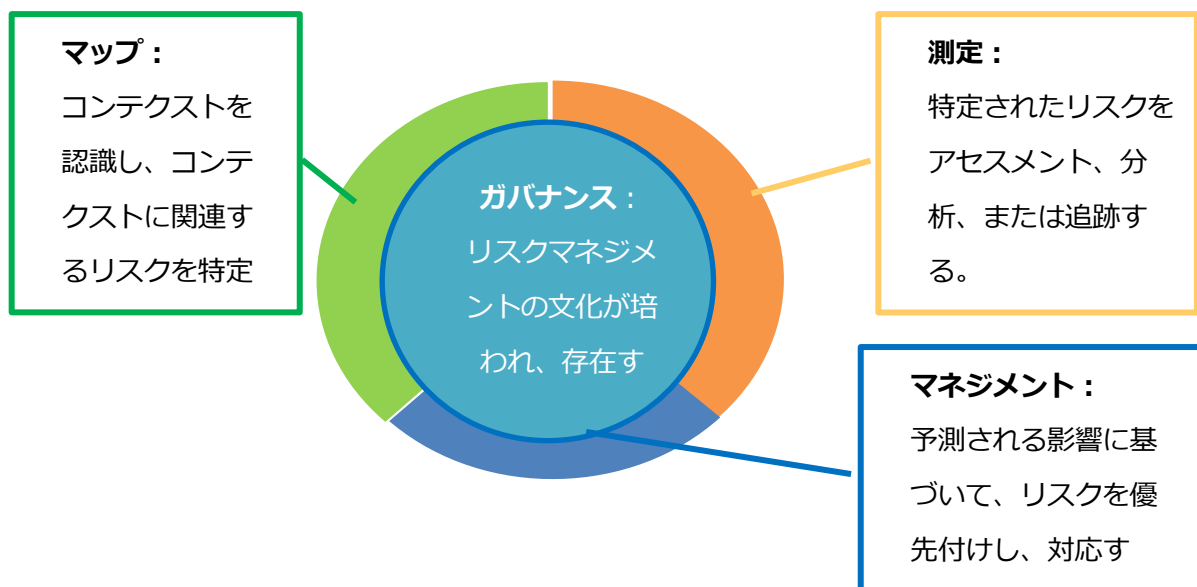 マップ：
コンテクストを
認識し、コンテ
クストに関連す
るリスクを特定
ガバナンス：
リスクマネジメ
ントの文化が培
われ、存在す
測定：
特定されたリスクを
アセスメント、分
析、または追跡す
る。
マネジメント：
予測される影響に基
づいて、リスクを優
先付けし、対応す